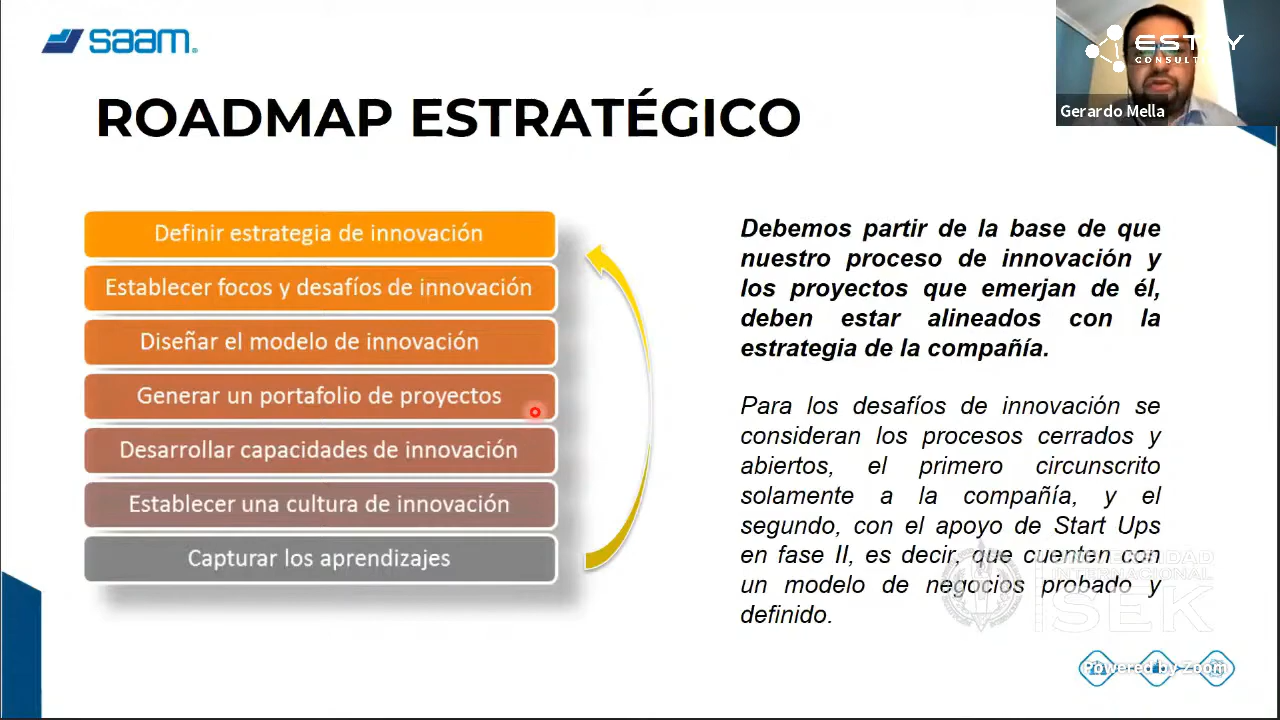 saam
ESTAY
CONSULTING
Gerardo Mella
ROADMAP ESTRATÉGICO
Definir estrategia de innovación
Establecer focos y desafíos de innovación
Diseñar el modelo de innovación
Generar un portafolio de proyectos
Desarrollar capacidades de innovación
Establecer una cultura de innovación
Capturar los aprendizajes
Debemos partir de la base de que
nuestro proceso de innovación y
los proyectos que emerjan de él,
deben estar alineados con la
estrategia de la compañía.
Para los desafíos de innovación se
consideran los procesos cerrados y
abiertos, el primero circunscrito
solamente a la compañía, y el
segundo, con el apoyo de Start Ups
en fase II, es decir, que cuenten con
un modelo de negocios probado y
definido.
UNIVERSIDAD
INTERNACIONAL
SEK
Powered by Zoom